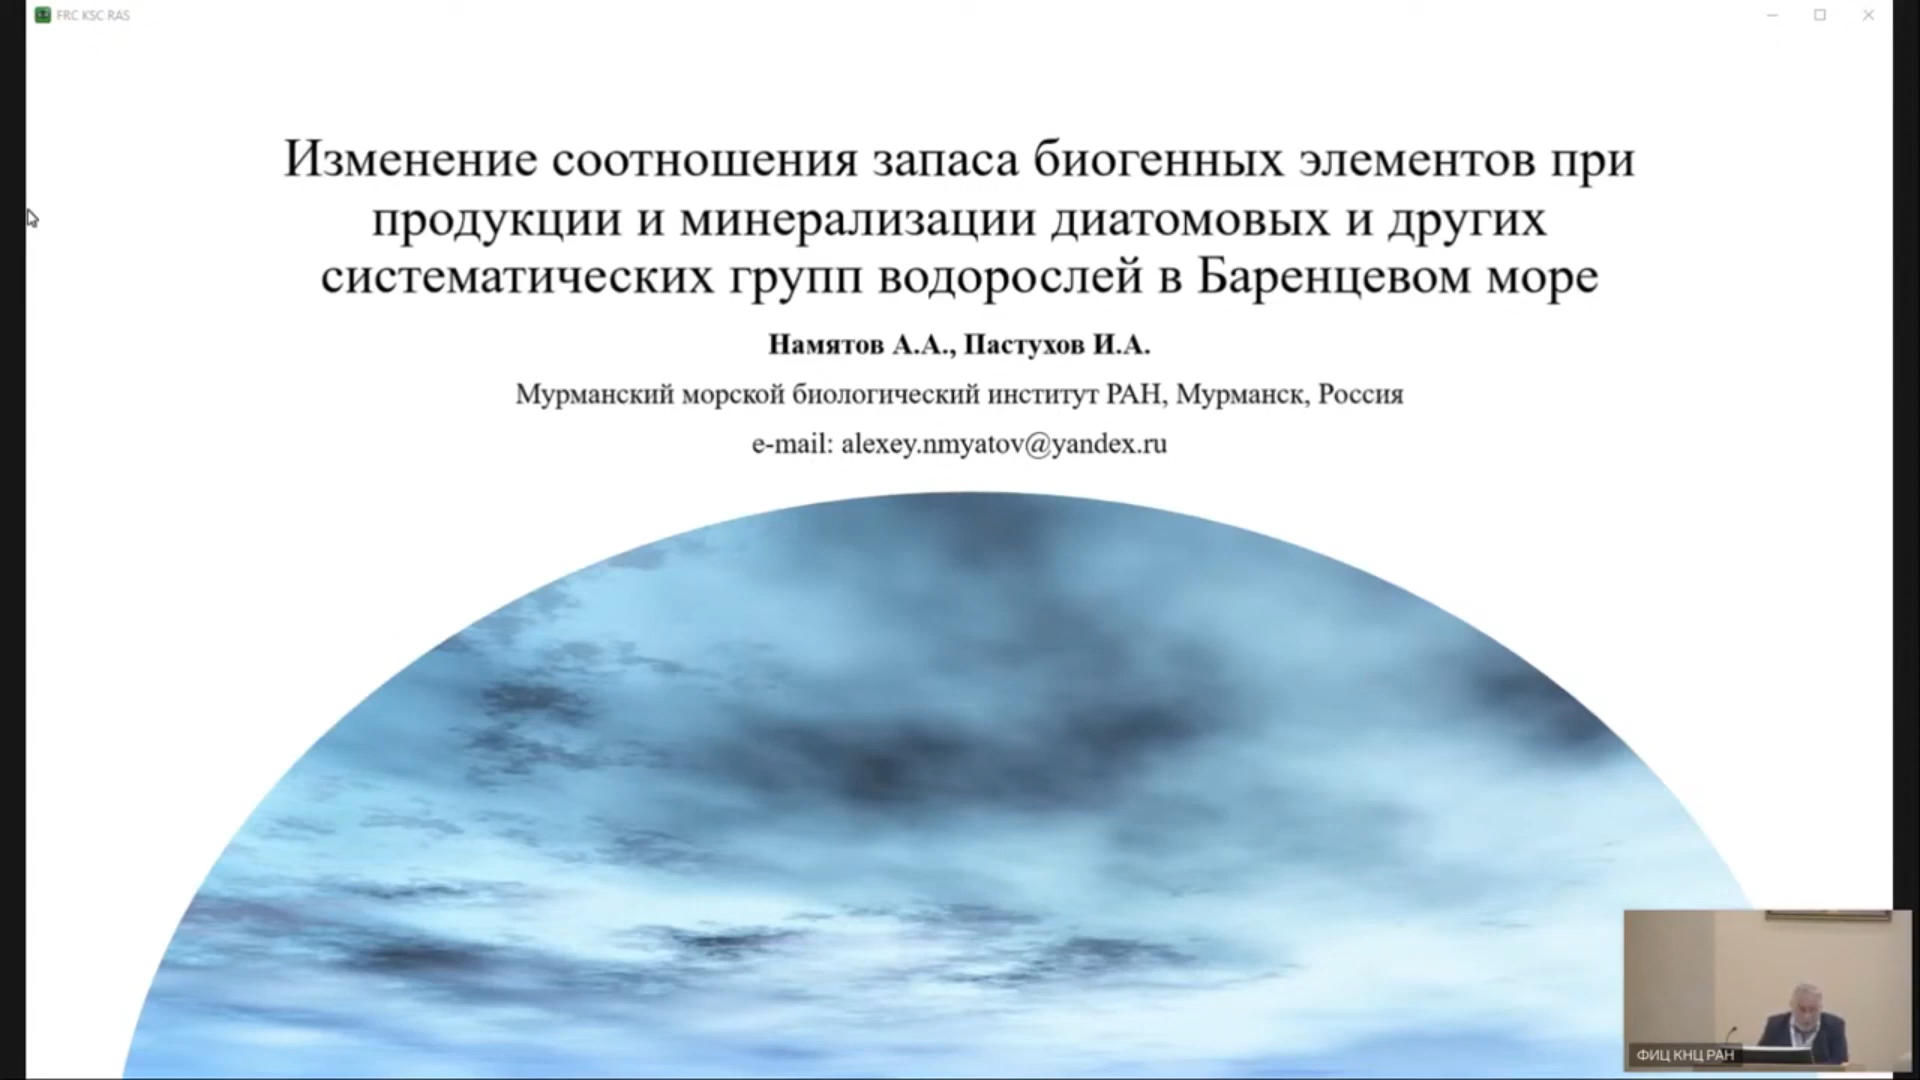 FRC KSC RAS
Изменение соотношения запаса биогенных элементов при
продукции и минерализации диатомовых и других
систематических групп водорослей в Баренцевом море
Намятов А.А., Пастухов И.А.
Мурманский морской биологический институт РАН, Мурманск, Россия
e-mail: alexey.nmyatov@yandex.ru
ФИЦ КНЦ РАН